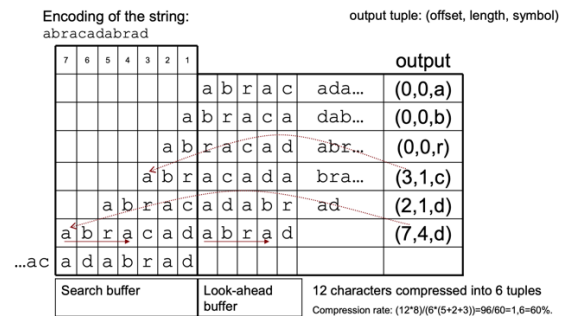 Encoding of the string:
abracadabrad
output tuple: (offset, length, symbol)
7 6 5 4 3 2 1 output
a b r a c ada... (0,0,a)
a b r a c a dab... (0,0,b)
a b r a c a d abr... (0,0,r)
a b r a c a d a bra... (3,1,c)
a b r a c a d a b r ad (2,1,d)
a b r a c a d a b r a d (7,4,d)
...ac a d a b r a d
Search buffer
Look-ahead
buffer
12 characters compressed into 6 tuples
Compression rate: (12*8)/(6*(5+2+3))=96/60=1,6=60%.